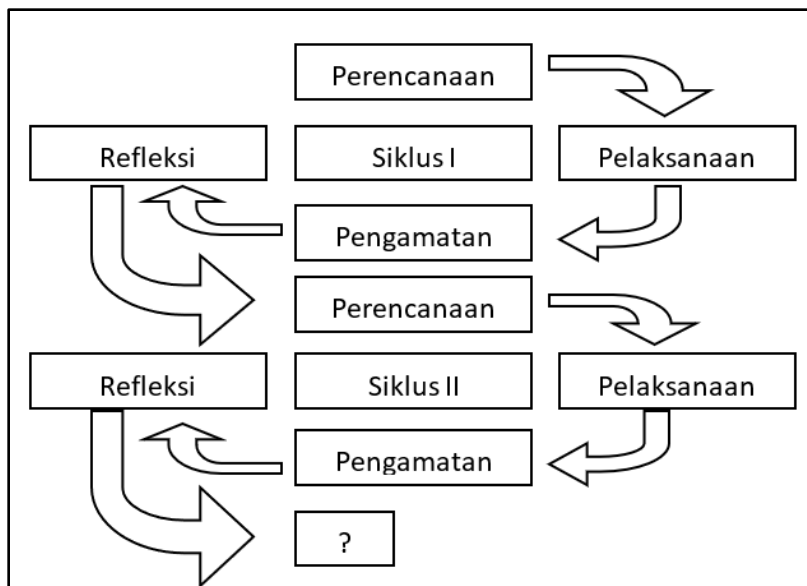 Perencanaan
Refleksi
Siklus I
Pelaksanaan
Pengamatan
Perencanaan
Refleksi
Siklus II
Pelaksanaan
Pengamatan
?